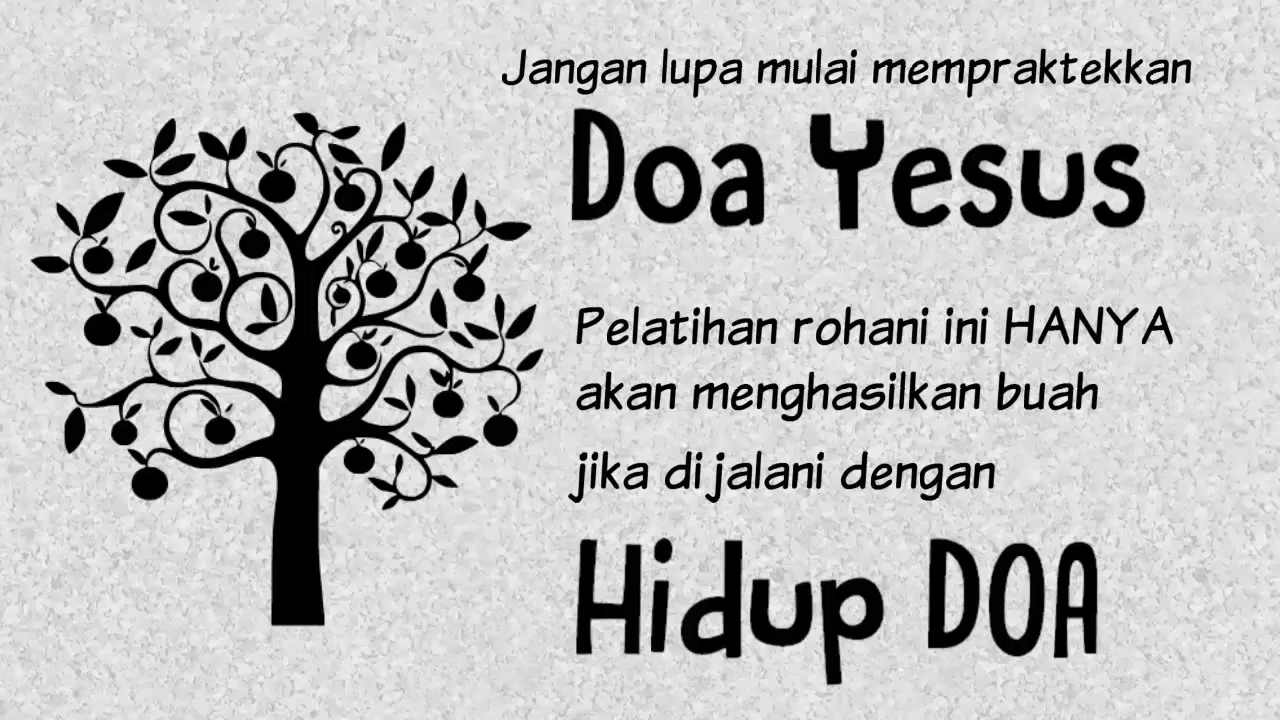 Jangan lupa mulai mempraktekkan
Doa Yesus
Pelatihan rohani ini HANYA
akan menghasilkan buah
jika dijalani dengan
Hidup DOA